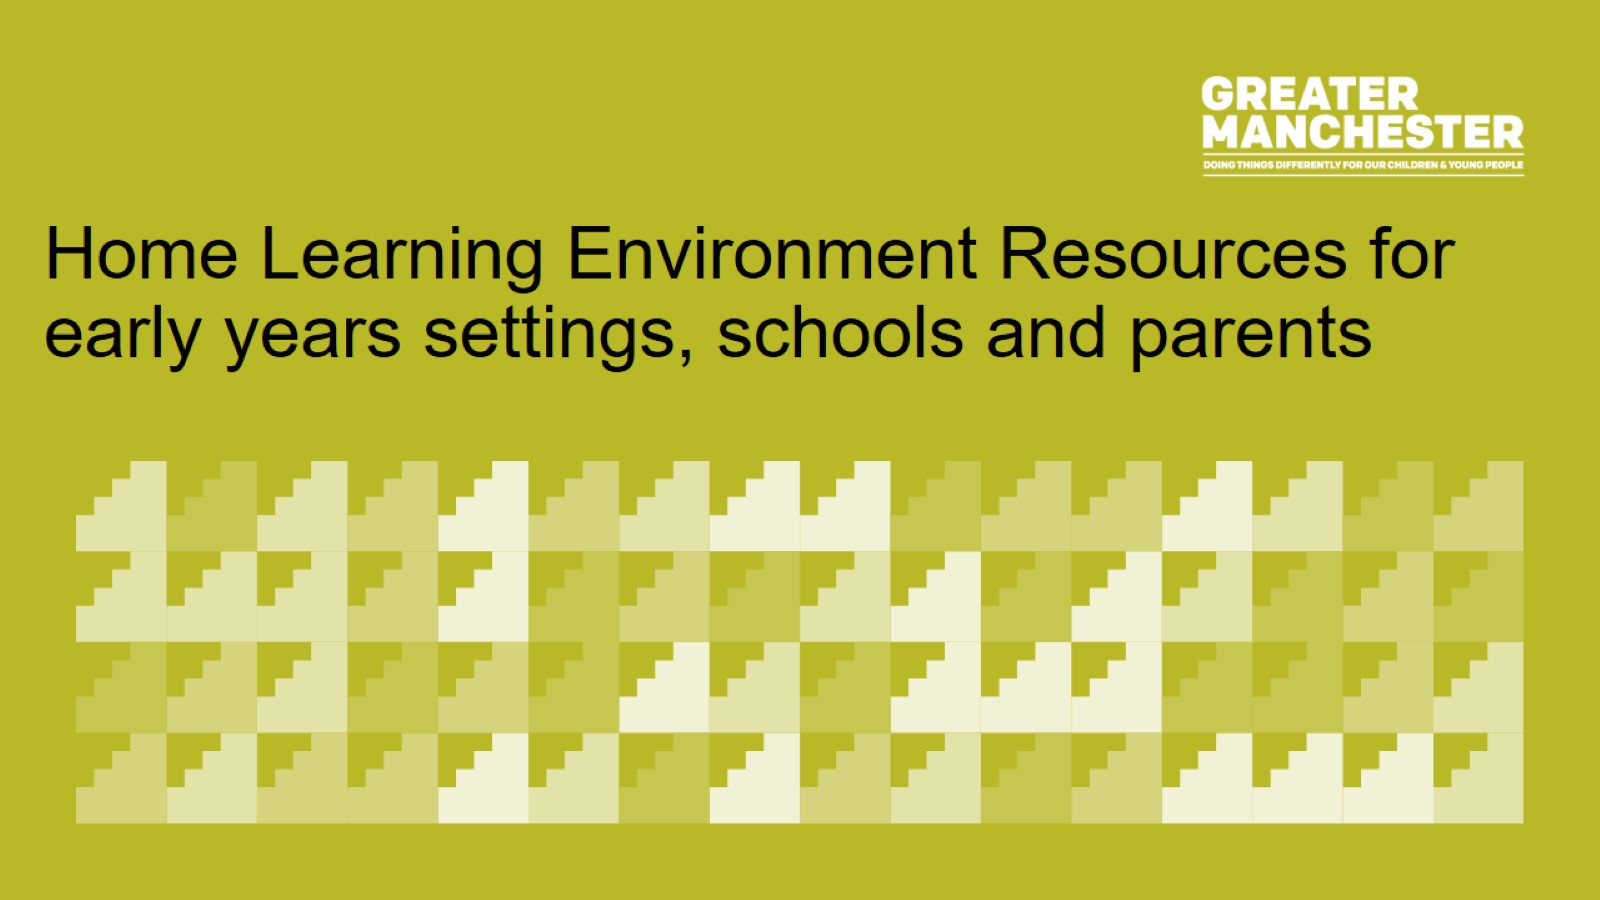 GREATER
MANCHESTER
DOING THINGS DIFFERENTLY FOR OUR CHILDREN & YOUNG PEOPLE
Home Learning Environment Resources for
early years settings, schools and parents